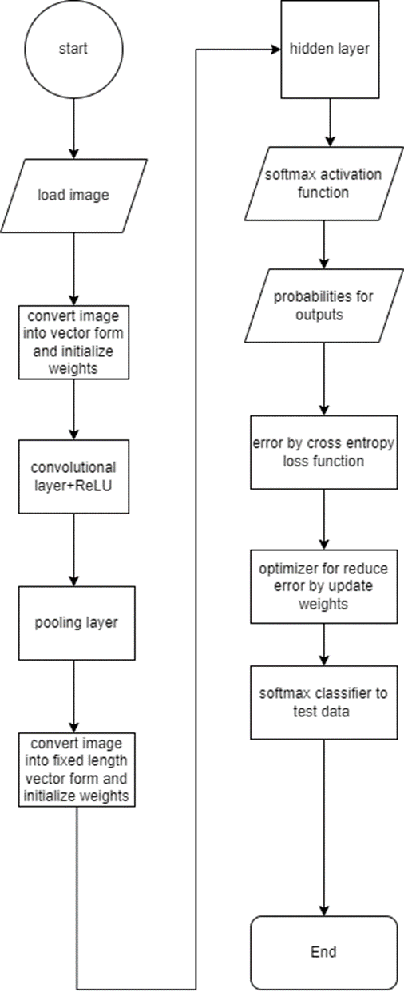 start
load image
convert image
into vector form
and initialize
weights
convolutional
layer+ReLU
pooling layer
convert image
into fixed length
vector form and
initialize weights
hidden layer
softmax activation
function
probabilities for
outputs
error by cross entropy
loss function
optimizer for reduce
error by update
weights
softmax classifier to
test data
End